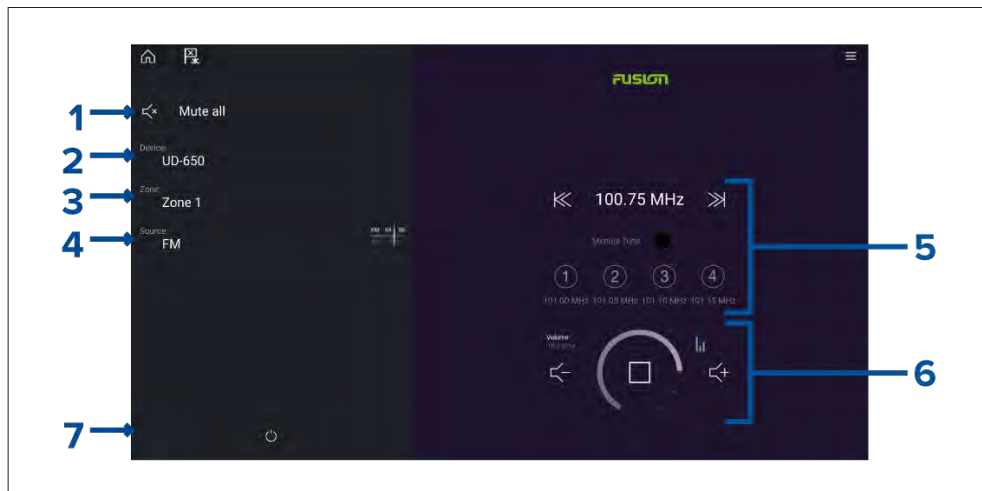 FUSION
1
Mute all
Device:
2
UD-650
Zone:
3
Zone 1
Source:
4
FM
100.75 MHz
5
Manual Tune
1 2 3 4
101.00 MHz 101.05 MHz 101.10 MHz 101.15 MHz
Volume:
6
7